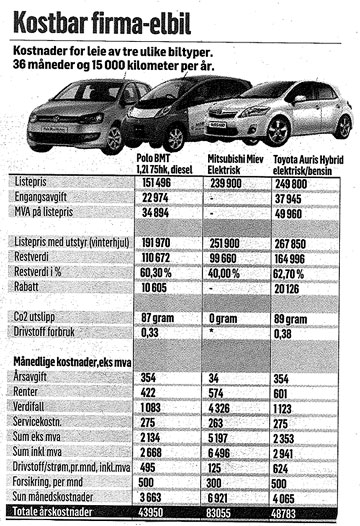 Kostbar firma-elbil
Kostnader for leie av tre ulike biltyper.
36 måneder og 15 000 kilometer per år.
Polo BMT Mitsubishi Miev Toyota Auris Hybrid
1,2l 75hk, diesel Elektrisk elektrisk/bensin
Listepris 151 496 239 900 249 800
Engangsavgift 22 974 - 37 945
MVA på listepris 34 894 - 49 960
Listepris med utstyr (vinterhjul) 191 970 251 900 267 850
Restverdi 110 672 99 660 164 996
Restverdi i % 60,30 % 40,00 % 62,70 %
Rabatt 10 605 - 20 126
Co2 utslipp 87 gram 0 gram 89 gram
Drivstoff forbruk 0,33 * 0,38
Månedlige kostnader,eks mva
Årsavgift 354 34 354
Renter 422 574 601
Verdifall 1 083 4 326 1 123
Servicekostn. 275 263 275
Sum eks mva 2 134 5 197 2 353
Sum inkl mva 2 668 6 496 2 941
Drivstoff/strøm,pr.mnd, inkl.mva 495 125 624
Forsikring, per mnd 500 300 500
Sun månedskostnader 3 663 6 921 4 065
Totale årskostnader 43950 83055 48783